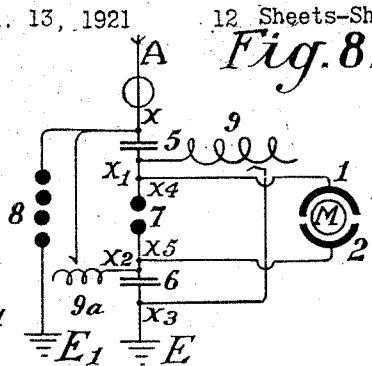 . 13, 1921
12 Sheets-Sh
Fig. 8.
A
x
5
9
x1
x4
1
8
7
M
x2
x5
2
6
9a
x3
E1
E